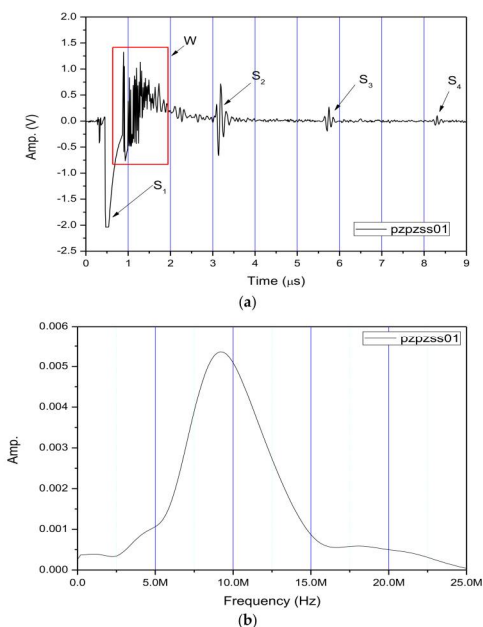 2.0
1.5
1.0
0.5
0.0
-0.5
-1.0
-1.5
-2.0
-2.5
Amp. (V)
W
S1
S2
S3
S4
pzpzss01
0 1 2 3 4 5 6 7 8 9
Time (μs)
(a)
0.006
0.005
0.004
0.003
0.002
0.001
0.000
Amp.
pzpzss01
0.0 5.0M 10.0M 15.0M 20.0M 25.0M
Frequency (Hz)
(b)